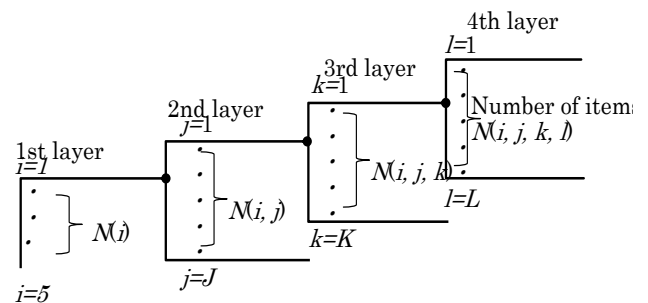 4th layer
l=1
3rd layer
k=1
Number of items
N(i, j, k, l)
2nd layer
j=1
1st layer
i=1
N(i, j, k)
l=L
N(i, j)
N(i)
k=K
j=J
i=5